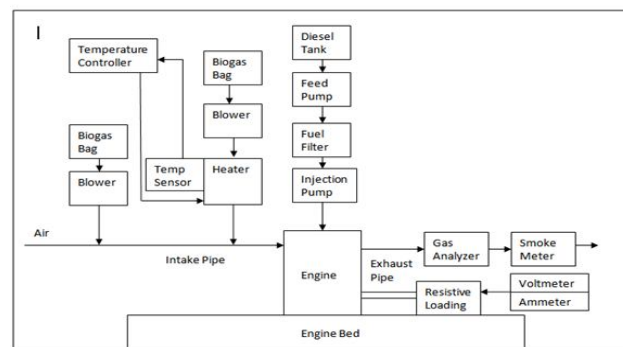 I
Temperature
Controller
Biogas
Bag
Diesel
Tank
Feed
Pump
Blower
Fuel
Filter
Biogas
Bag
Temp
Sensor
Heater
Injection
Pump
Blower
Air
Intake Pipe
Engine
Exhaust
Pipe
Gas
Analyzer
Smoke
Meter
Resistive
Loading
Voltmeter
Ammeter
Engine Bed